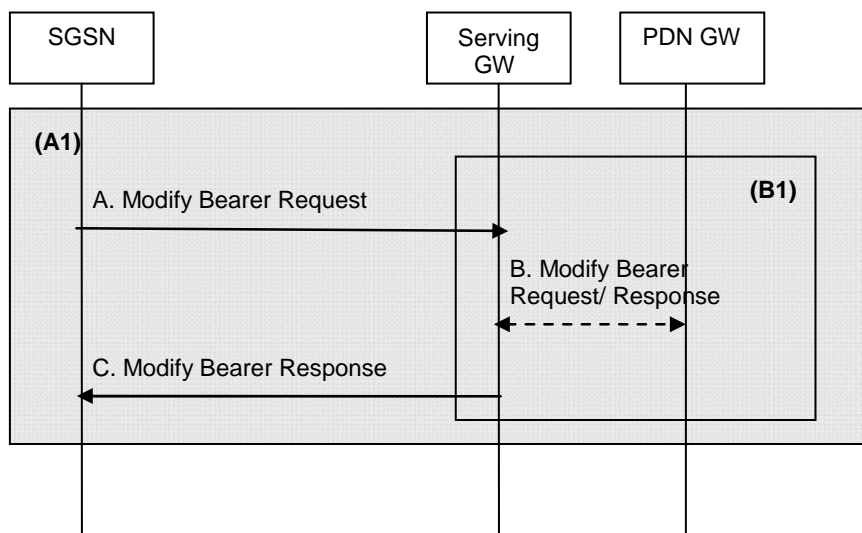 SGSN
Serving
GW
PDN GW
(A1)
(B1)
A. Modify Bearer Request
B. Modify Bearer
Request/ Response
C. Modify Bearer Response